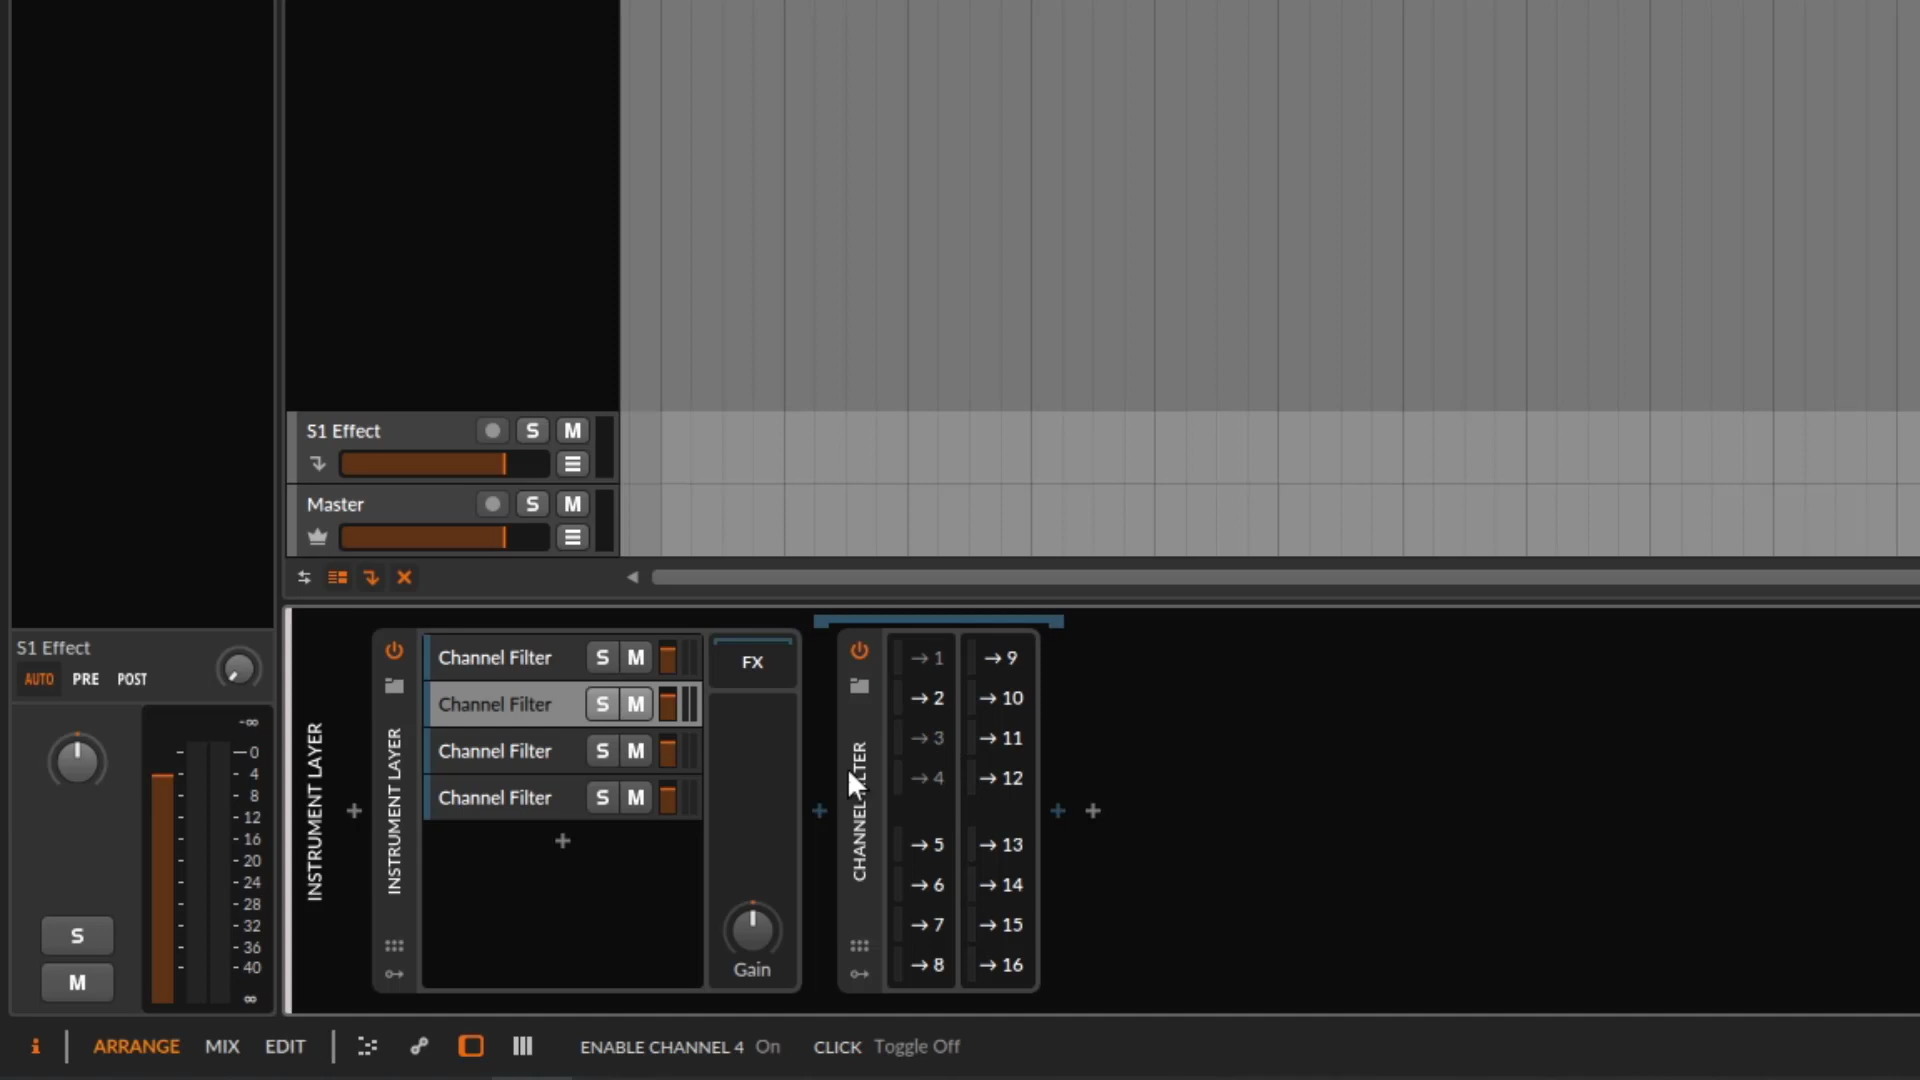 S1 Effect S M
Master S M
S1 Effect
AUTO PRE POST
-∞
0
4
8
12
16
20
24
28
32
36
40
∞
S
M
INSTRUMENT LAYER
INSTRUMENT LAYER
Channel Filter S M
Channel Filter S M
Channel Filter S M
Channel Filter S M
+
FX
Gain
CHANNEL FILTER
→ 1 → 9
→ 2 → 10
→ 3 → 11
→ 4 → 12
→ 5 → 13
→ 6 → 14
→ 7 → 15
→ 8 → 16
i ARRANGE MIX EDIT ENABLE CHANNEL 4 On CLICK Toggle Off